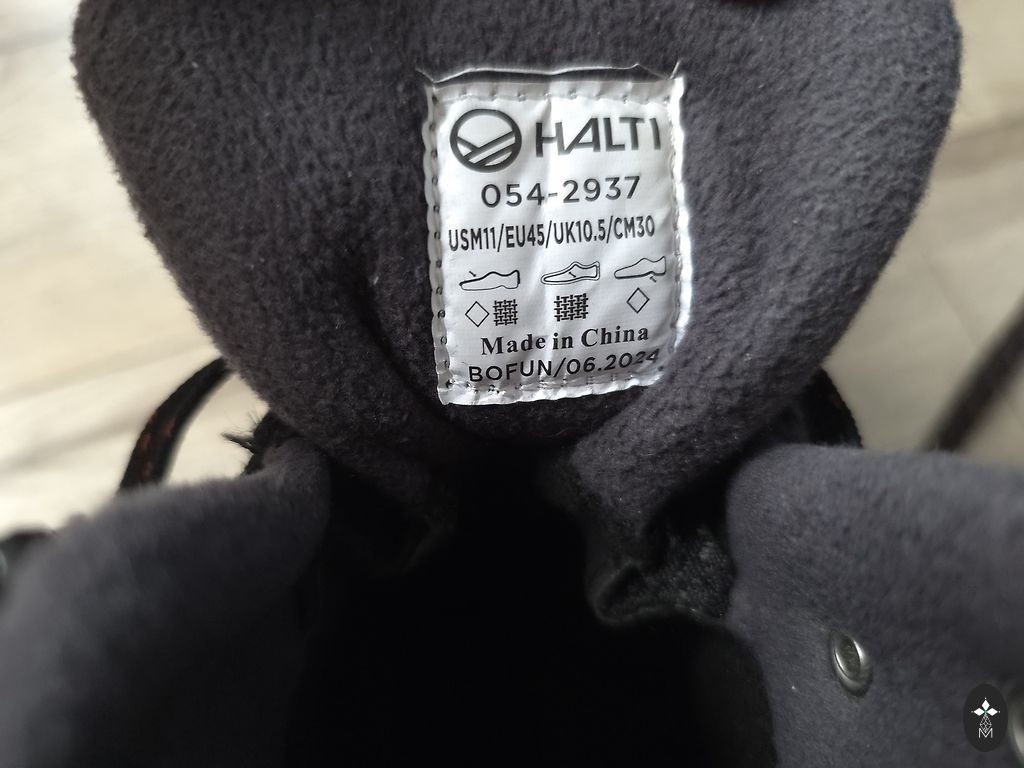 HALTI
054-2937
USM11/EU45/UK10.5/CM30
Made in China
BOFUN/06.2024
M